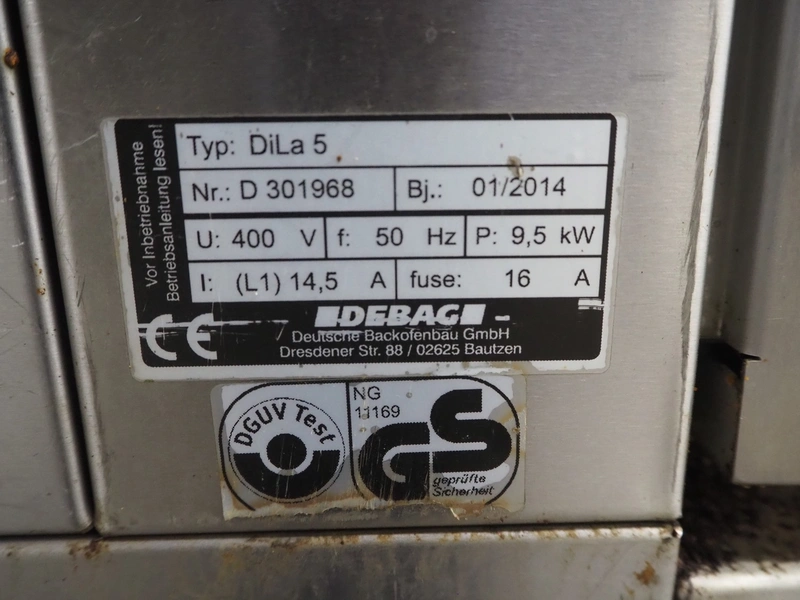 Vor Inbetriebnahme
Betriebsanleitung lesen!
Typ: DiLa 5
Nr.: D 301968 Bj.: 01/2014
U: 400 V f: 50 Hz P: 9,5 kW
I: (L1) 14,5 A fuse: 16 A
CE DEBAG
Deutsche Backofenbau GmbH
Dresdener Str. 88 / 02625 Bautzen
DGUV Test
NG
11169
GS
geprüfte
Sicherheit